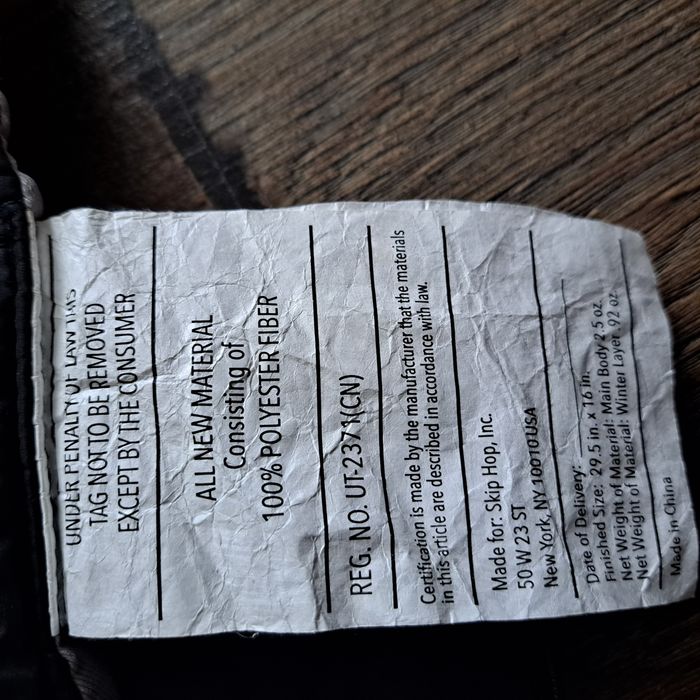 UNDER PENALTY OF LAW THIS
TAG NOT TO BE REMOVED
EXCEPT BY THE CONSUMER
ALL NEW MATERIAL
Consisting of
100% POLYESTER FIBER
REG. NO. UT-2371(CN)
Certification is made by the manufacturer that the materials
in this article are described in accordance with law.
Made for: Skip Hop, Inc.
50 W 23 ST
New York, NY 10010 USA
Date of Delivery:
Finished Size: 29.5 in. x 16 in.
Net Weight of Material: Main Body 2.5 oz.
Net Weight of Material: Winter Layer .92 oz.
Made in China